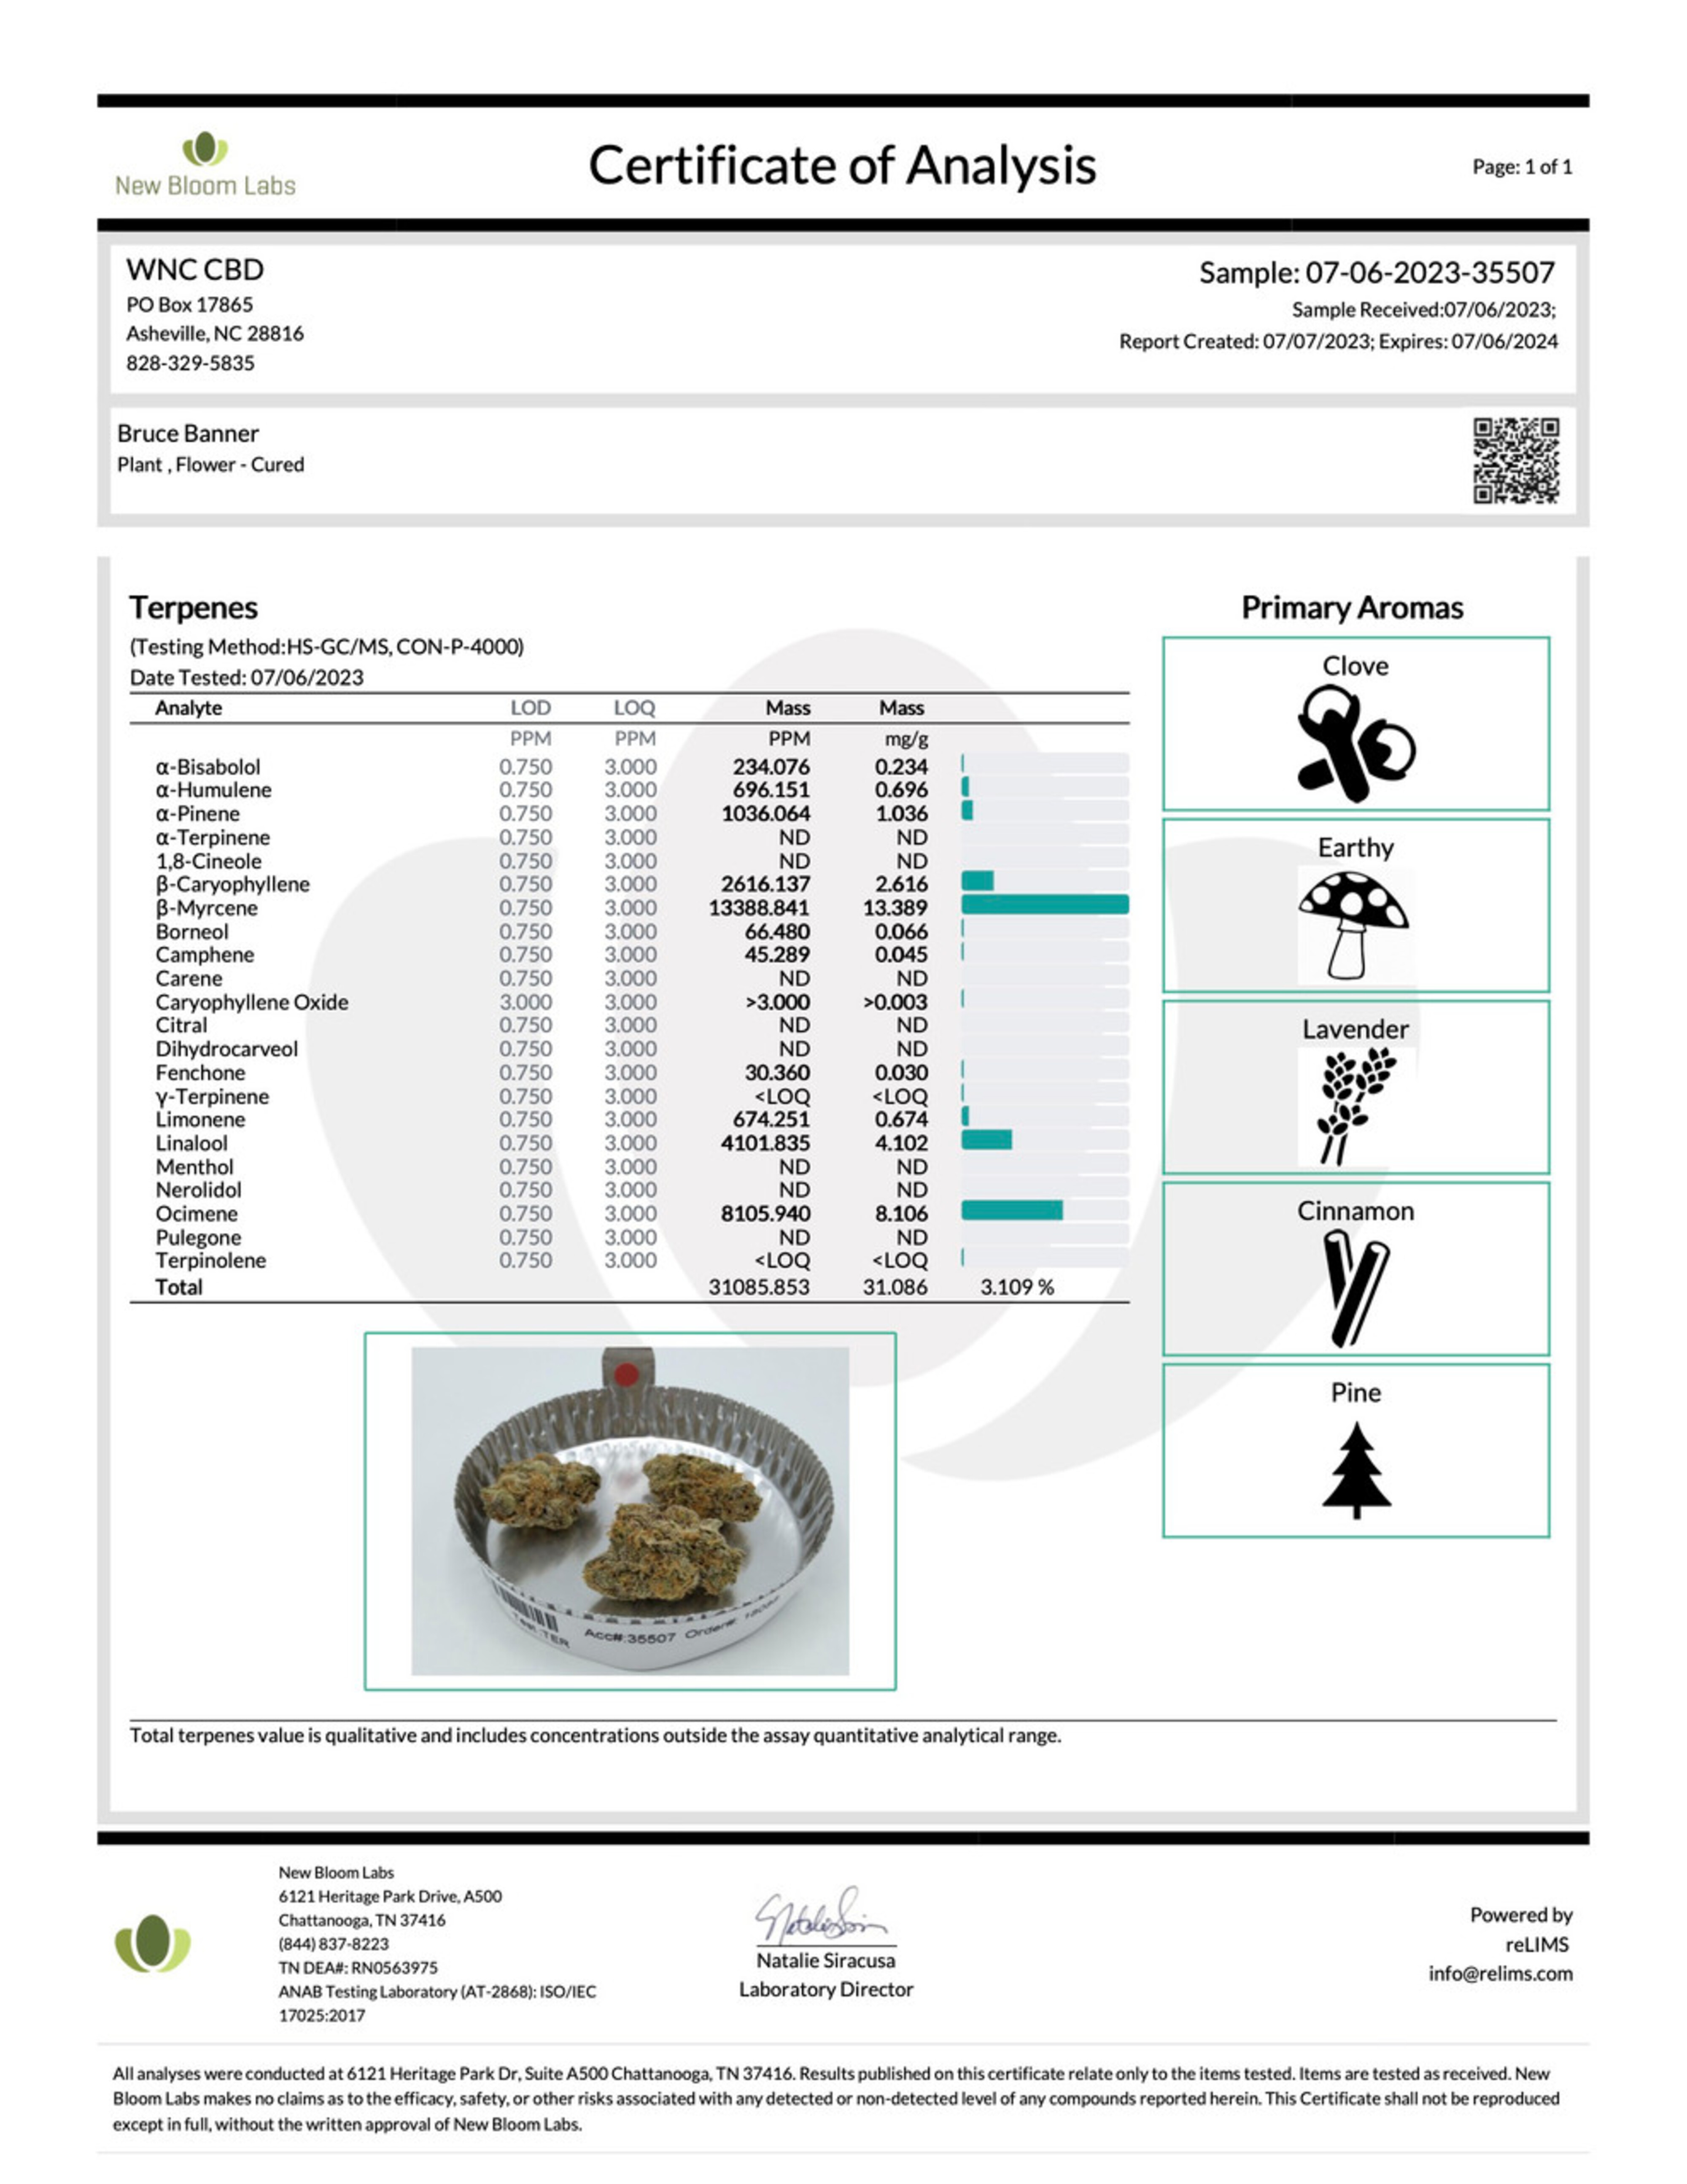 New Bloom Labs
Certificate of Analysis
Page: 1 of 1
WNC CBD
PO Box 17865
Asheville, NC 28816
828-329-5835
Sample: 07-06-2023-35507
Sample Received:07/06/2023;
Report Created: 07/07/2023; Expires: 07/06/2024
Bruce Banner
Plant , Flower - Cured
Terpenes
(Testing Method:HS-GC/MS, CON-P-4000)
Date Tested: 07/06/2023
Analyte LOD LOQ Mass Mass
PPM PPM PPM mg/g
α-Bisabolol 0.750 3.000 234.076 0.234
α-Humulene 0.750 3.000 696.151 0.696
α-Pinene 0.750 3.000 1036.064 1.036
α-Terpinene 0.750 3.000 ND ND
1,8-Cineole 0.750 3.000 ND ND
β-Caryophyllene 0.750 3.000 2616.137 2.616
β-Myrcene 0.750 3.000 13388.841 13.389
Borneol 0.750 3.000 66.480 0.066
Camphene 0.750 3.000 45.289 0.045
Carene 0.750 3.000 ND ND
Caryophyllene Oxide 3.000 3.000 >3.000 >0.003
Citral 0.750 3.000 ND ND
Dihydrocarveol 0.750 3.000 ND ND
Fenchone 0.750 3.000 30.360 0.030
γ-Terpinene 0.750 3.000 <LOQ <LOQ
Limonene 0.750 3.000 674.251 0.674
Linalool 0.750 3.000 4101.835 4.102
Menthol 0.750 3.000 ND ND
Nerolidol 0.750 3.000 ND ND
Ocimene 0.750 3.000 8105.940 8.106
Pulegone 0.750 3.000 ND ND
Terpinolene 0.750 3.000 <LOQ <LOQ
Total 31085.853 31.086 3.109 %
Primary Aromas
Clove
Earthy
Lavender
Cinnamon
Pine
Acc#:35507 Order#:
Total terpenes value is qualitative and includes concentrations outside the assay quantitative analytical range.
New Bloom Labs
6121 Heritage Park Drive, A500
Chattanooga, TN 37416
(844) 837-8223
TN DEA#: RN0563975
ANAB Testing Laboratory (AT-2868): ISO/IEC
17025:2017
Natalie Siracusa
Laboratory Director
Powered by
reLIMS
info@relims.com
All analyses were conducted at 6121 Heritage Park Dr, Suite A500 Chattanooga, TN 37416. Results published on this certificate relate only to the items tested. Items are tested as received. New
Bloom Labs makes no claims as to the efficacy, safety, or other risks associated with any detected or non-detected level of any compounds reported herein. This Certificate shall not be reproduced
except in full, without the written approval of New Bloom Labs.